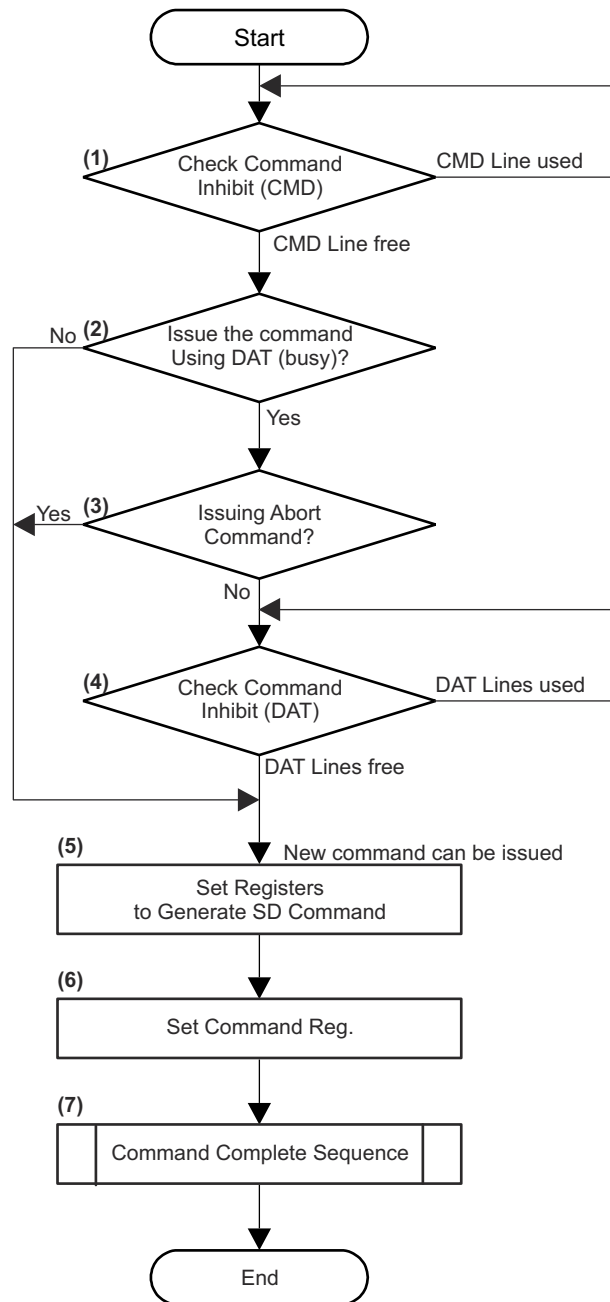 Start
(1)
Check Command
Inhibit (CMD)
CMD Line used
CMD Line free
No
(2)
Issue the command
Using DAT (busy)?
Yes
Yes
(3)
Issuing Abort
Command?
No
(4)
Check Command
Inhibit (DAT)
DAT Lines used
DAT Lines free
(5)
New command can be issued
Set Registers
to Generate SD Command
(6)
Set Command Reg.
(7)
Command Complete Sequence
End